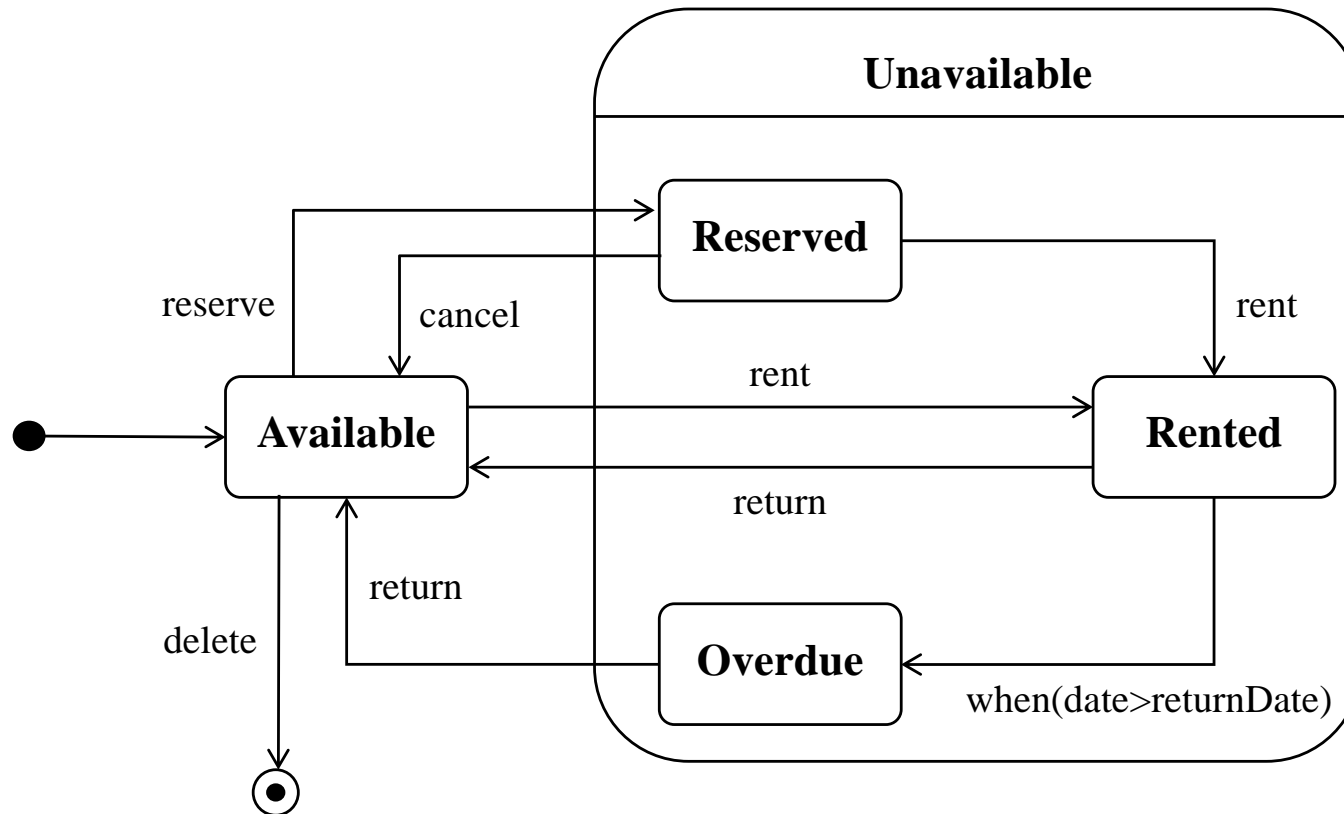 Unavailable
Reserved
reserve
cancel
rent
rent
Available
Rented
return
return
delete
Overdue
when(date>returnDate)